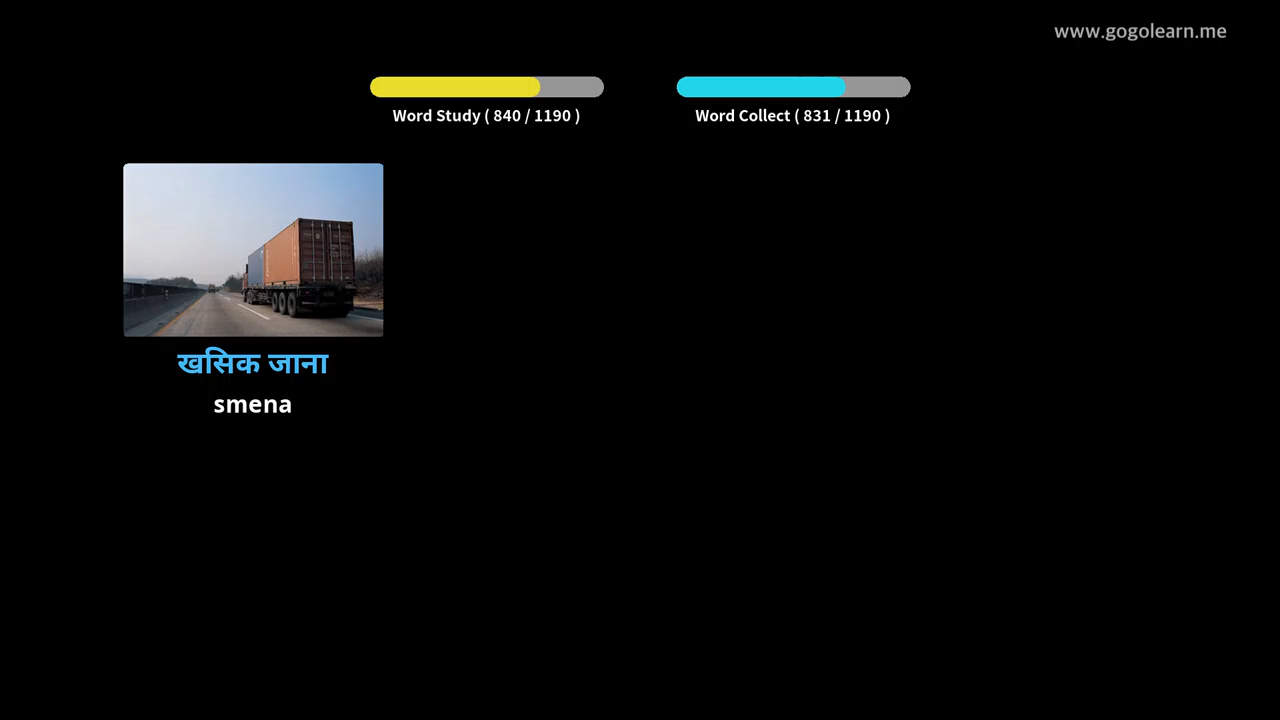 www.gogolearn.me
Word Study ( 840 / 1190 )
Word Collect ( 831 / 1190 )
खसिक जाना
smena